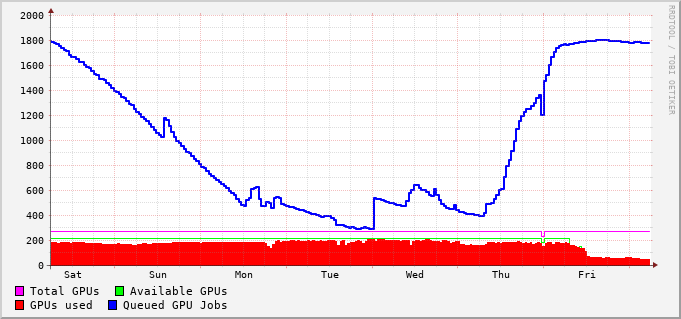 2000
1800
1600
1400
1200
1000
800
600
400
200
0
Sat Sun Mon Tue Wed Thu Fri
Total GPUs Available GPUs
GPUs used Queued GPU Jobs
RRDTOOL / TOBI OETIKER